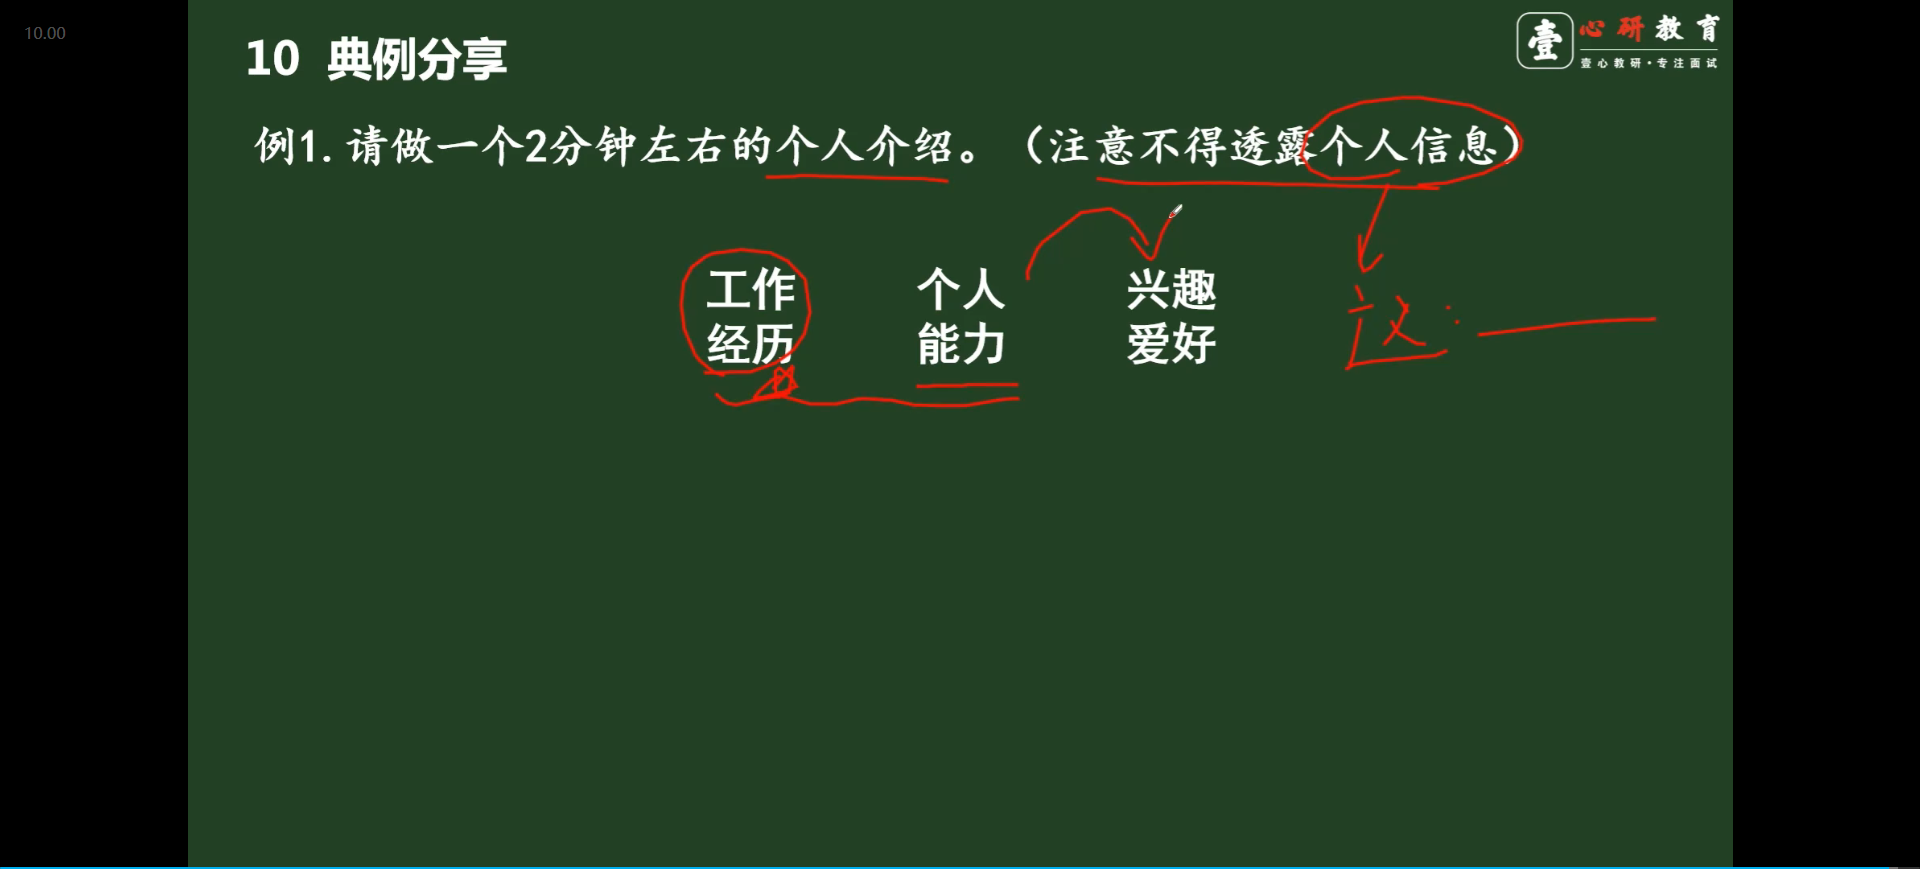 10.00
10 典例分享
壹 心研教育
壹心教研·专注面试
例1.请做一个2分钟左右的个人介绍。（注意不得透露个人信息）
工作 个人 兴趣
经历 能力 爱好